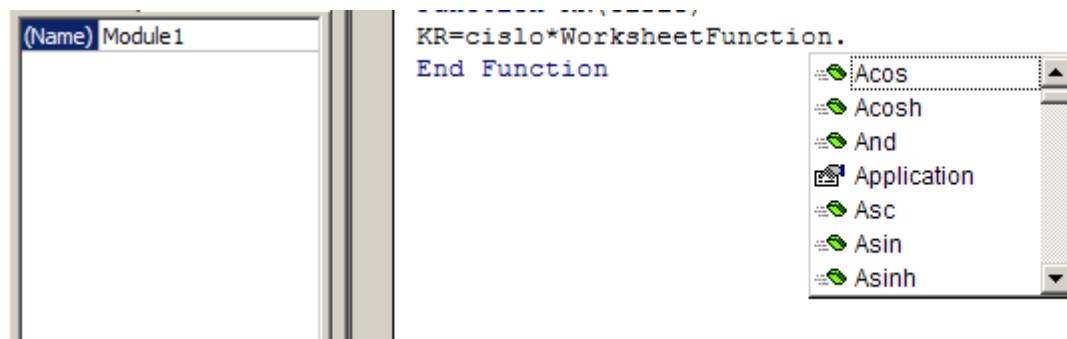 (Name) Module1
KR=cislo*WorksheetFunction.
End Function
Acos
Acosh
And
Application
Asc
Asin
Asinh